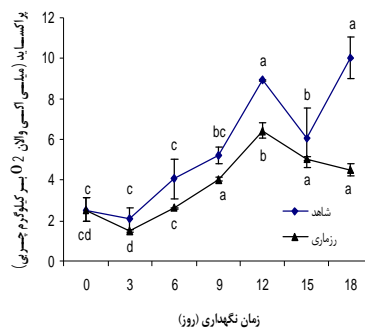 پراکساید (میلی اکی والان O2 بر کیلوگرم چربی)
12
10
8
6
4
2
0
a
a
bc
c
c
c
b
a
a
a
c
d
cd
شاهد
رزماری
0 3 6 9 12 15 18
زمان نگهداری (روز)